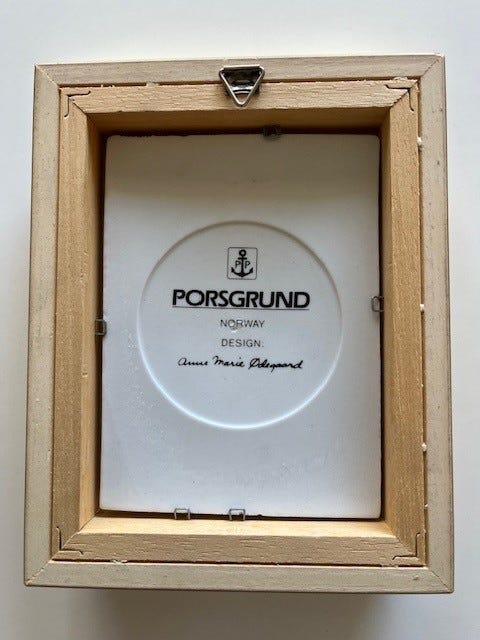 P P
PORSGRUND
NORWAY
DESIGN:
Anne Marie Ødegaard